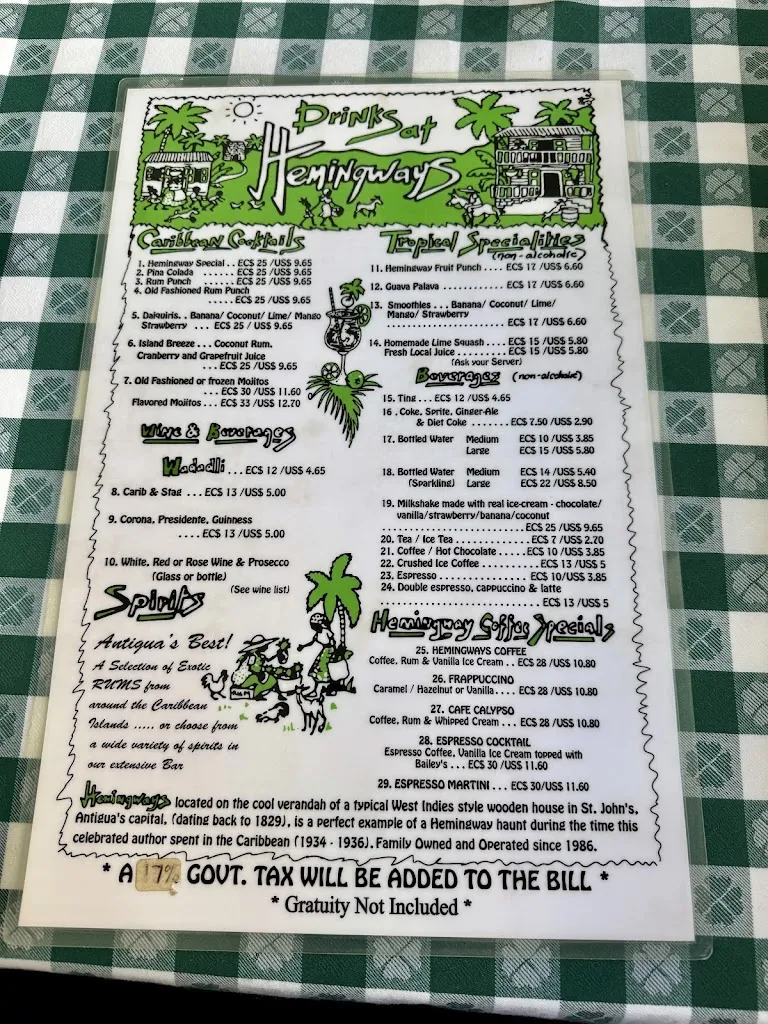 Drinks at
Hemingways
Caribbean Cocktails
1. Hemingway Special . . EC$ 25 /US$ 9.65
2. Pina Colada ...... EC$ 25 /US$ 9.65
3. Rum Punch ...... EC$ 25 /US$ 9.65
4. Old Fashioned Rum Punch
..... EC$ 25 /US$ 9.65
5. Daiquiris. . Banana/ Coconut/ Lime/ Mango
Strawberry ... EC$ 25 / US$ 9.65
6. Island Breeze . . Coconut Rum,
Cranberry and Grapefruit Juice
... EC$ 25 /US$ 9.65
7. Old Fashioned or frozen Mojitos
... EC$ 30 /US$ 11.60
Flavored Mojitos ... EC$ 33 /US$ 12.70
Wine & Beverages
Wadadli ... EC$ 12 /US$ 4.65
8. Carib & Stag ... EC$ 13 /US$ 5.00
9. Corona, Presidente, Guinness
.... EC$ 13 /US$ 5.00
10. White, Red or Rose Wine & Prosecco
(Glass or bottle)
(See wine list)
Spirits
Antigua's Best!
A Selection of Exotic
RUMS from
around the Caribbean
Islands ..... or choose from
a wide variety of spirits in
our extensive Bar
RUM
Tropical Specialities
(non-alcoholic)
11. Hemingway Fruit Punch .... EC$ 17 /US$ 6.60
12. Guava Palava ............ EC$ 17 /US$ 6.60
13. Smoothies . . Banana/ Coconut/ Lime/
Mango/ Strawberry
........................ EC$ 17 /US$ 6.60
14. Homemade Lime Squash .... EC$ 15 /US$ 5.80
Fresh Local Juice ......... EC$ 15 /US$ 5.80
(Ask your Server)
Beverages (non-alcoholic)
15. Ting ... EC$ 12 /US$ 4.65
16 . Coke, Sprite, Ginger-Ale
& Diet Coke ....... EC$ 7.50 /US$ 2.90
17. Bottled Water Medium EC$ 10 /US$ 3.85
Large EC$ 15 /US$ 5.80
18. Bottled Water Medium EC$ 14 /US$ 5.40
(Sparkling) Large EC$ 22 /US$ 8.50
19. Milkshake made with real ice-cream - chocolate/
vanilla/strawberry/banana/coconut
............................ EC$ 25 /US$ 9.65
20. Tea / Ice Tea .............. EC$ 7 /US$ 2.70
21. Coffee / Hot Chocolate ..... EC$ 10 /US$ 3.85
22. Crushed Ice Coffee ........... EC$ 13 /US$ 5
23. Espresso ................. EC$ 10/US$ 3.85
24. Double espresso, cappuccino & latte
............................... EC$ 13 /US$ 5
Hemingway Coffee Specials
25. HEMINGWAYS COFFEE
Coffee, Rum & Vanilla Ice Cream . . EC$ 28 /US$ 10.80
26. FRAPPUCCINO
Caramel / Hazelnut or Vanilla.... EC$ 28 /US$ 10.80
27. CAFE CALYPSO
Coffee, Rum & Whipped Cream ... EC$ 28 /US$ 10.80
28. ESPRESSO COCKTAIL
Espresso Coffee, Vanilla Ice Cream topped with
Bailey's ... EC$ 30 /US$ 11.60
29. ESPRESSO MARTINI ... EC$ 30/US$ 11.60
Hemingways located on the cool verandah of a typical West Indies style wooden house in St. John's,
Antigua's capital, (dating back to 1829), is a perfect example of a Hemingway haunt during the time this
celebrated author spent in the Caribbean (1934 - 1936). Family Owned and Operated since 1986.
* A 17% GOVT. TAX WILL BE ADDED TO THE BILL *
* Gratuity Not Included *